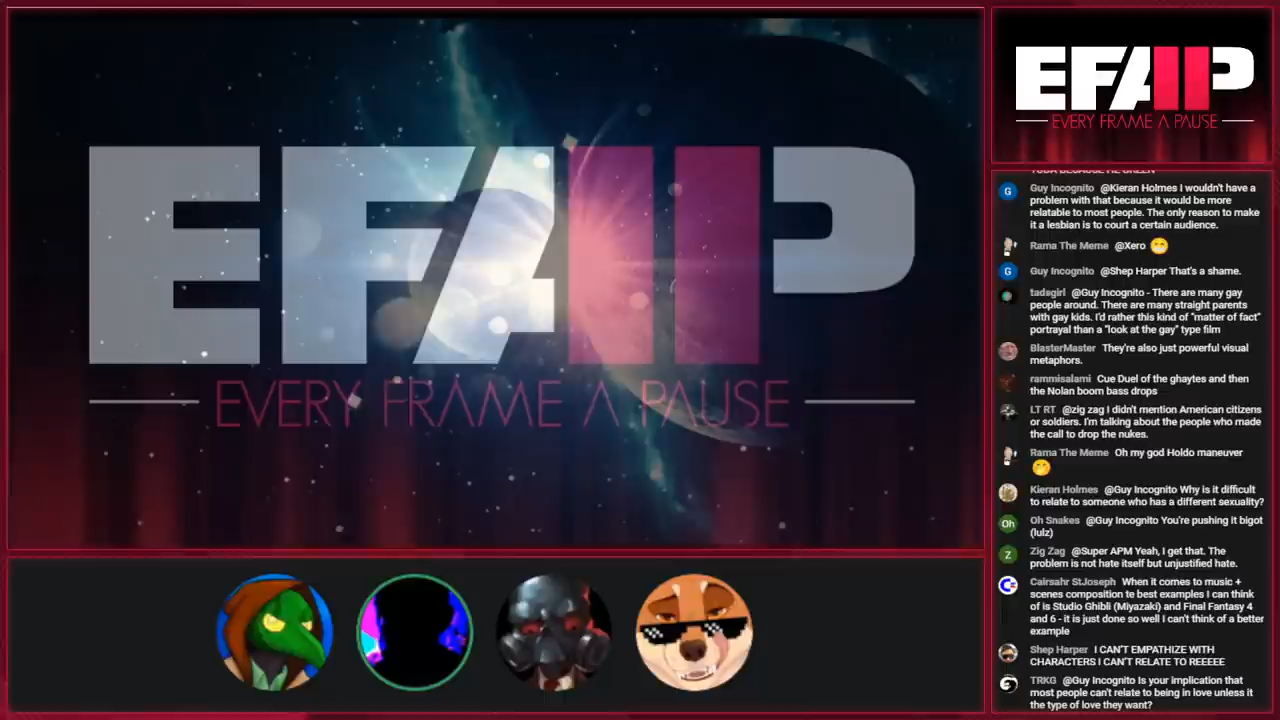 EFAP
EVERY FRAME A PAUSE
EFAP
EVERY FRAME A PAUSE
G Guy Incognito @Kieran Holmes I wouldn't have a
problem with that because it would be more
relatable to most people. The only reason to make
it a lesbian is to court a certain audience.
Rama The Meme @Xero
G Guy Incognito @Shep Harper That's a shame.
tadsgirl @Guy Incognito - There are many gay
people around. There are many straight parents
with gay kids. I'd rather this kind of "matter of fact"
portrayal than a "look at the gay" type film
BlasterMaster They're also just powerful visual
metaphors.
rammisalami Cue Duel of the ghaytes and then
the Nolan boom bass drops
LT RT @zig zag I didn't mention American citizens
or soldiers. I'm talking about the people who made
the call to drop the nukes.
Rama The Meme Oh my god Holdo maneuver
Kieran Holmes @Guy Incognito Why is it difficult
to relate to someone who has a different sexuality?
Oh Oh Snakes @Guy Incognito You're pushing it bigot
(lulz)
Z Zig Zag @Super APM Yeah, I get that. The
problem is not hate itself but unjustified hate.
Cairsahr StJoseph When it comes to music +
scenes composition te best examples I can think
of is Studio Ghibli (Miyazaki) and Final Fantasy 4
and 6 - it is just done so well I can't think of a better
example
Shep Harper I CAN'T EMPATHIZE WITH
CHARACTERS I CAN'T RELATE TO REEEEE
TRKG @Guy Incognito Is your implication that
most people can't relate to being in love unless it
the type of love they want?